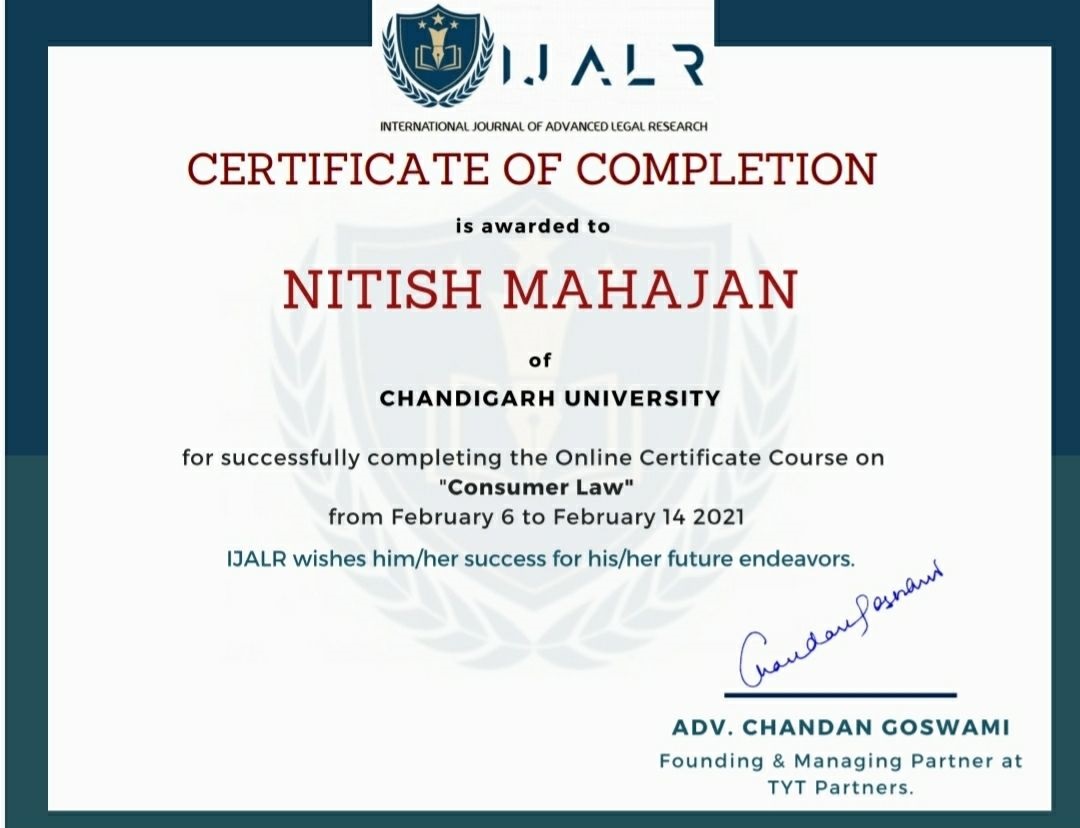 IJALR
INTERNATIONAL JOURNAL OF ADVANCED LEGAL RESEARCH
CERTIFICATE OF COMPLETION
is awarded to
NITISH MAHAJAN
of
CHANDIGARH UNIVERSITY
for successfully completing the Online Certificate Course on
"Consumer Law"
from February 6 to February 14 2021
IJALR wishes him/her success for his/her future endeavors.
Chandan Goswami
ADV. CHANDAN GOSWAMI
Founding & Managing Partner at
TYT Partners.